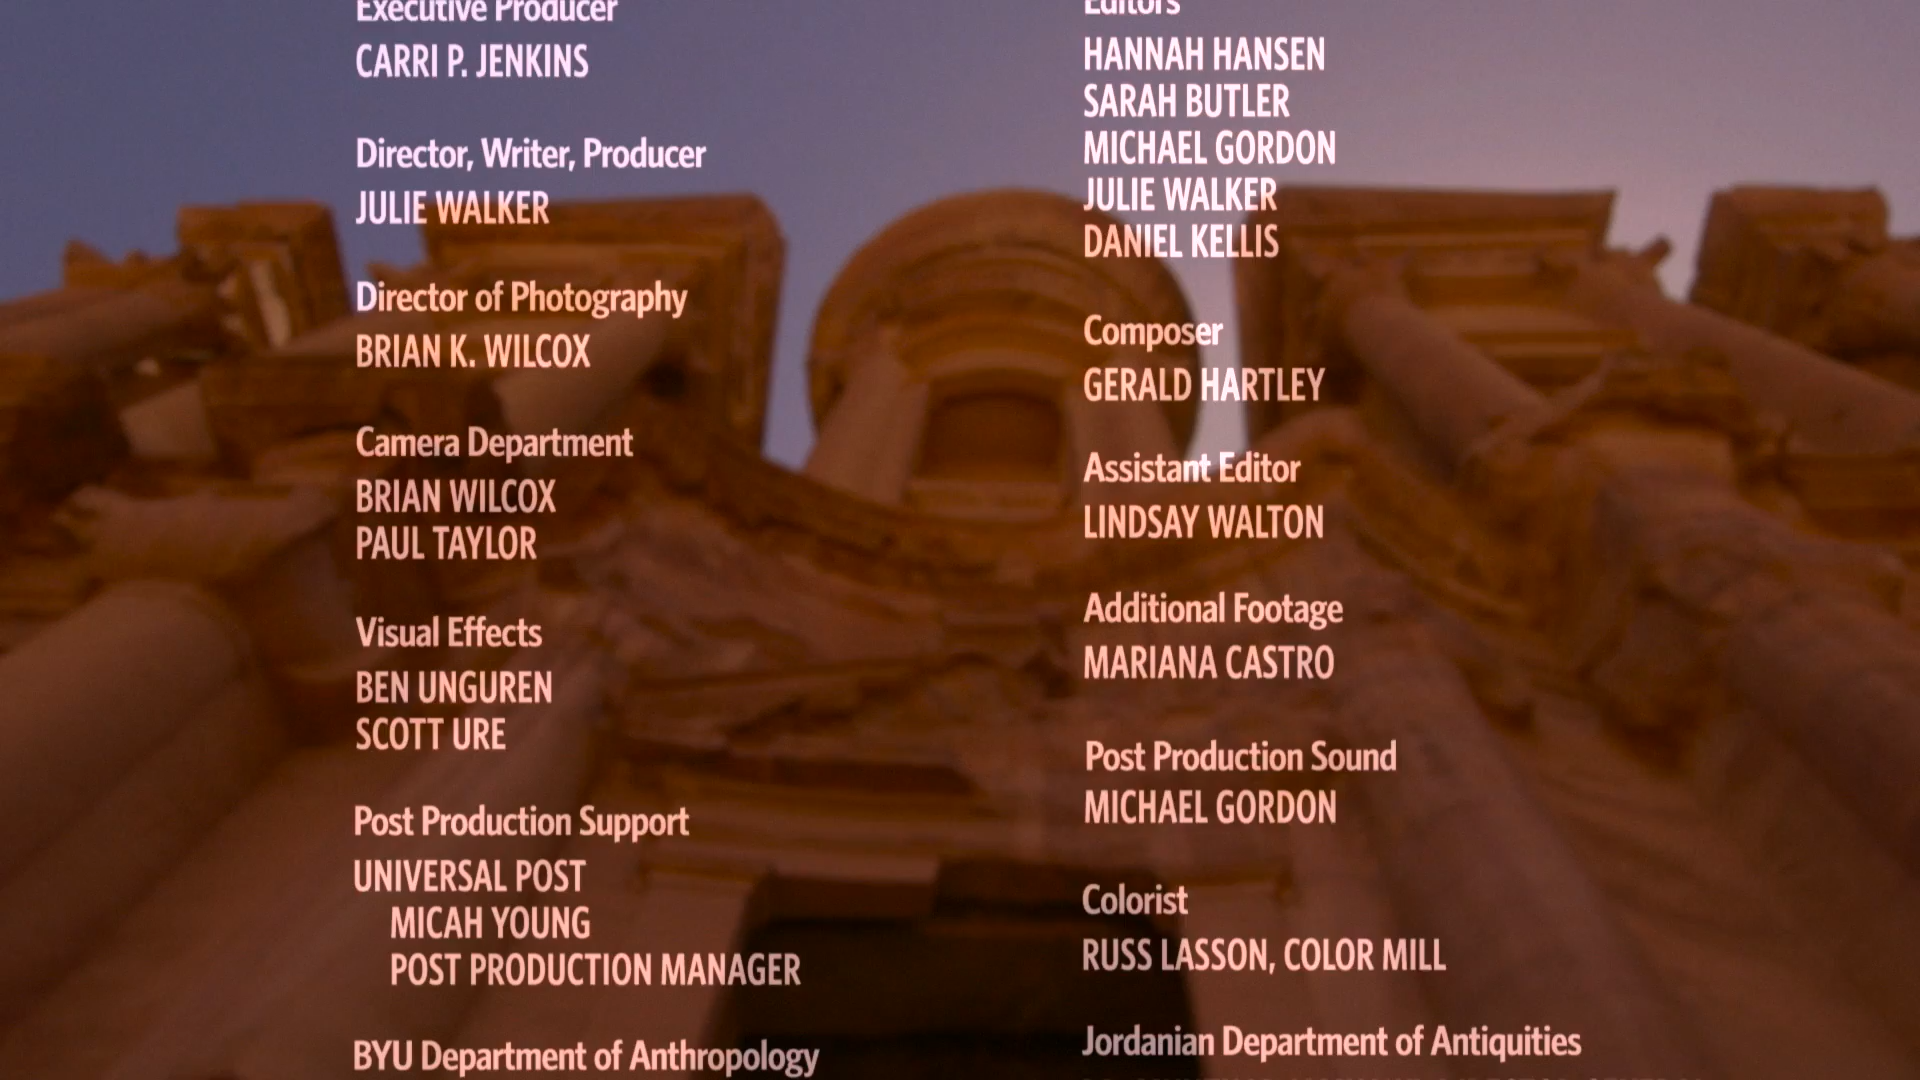 Executive Producer
CARRI P. JENKINS
Director, Writer, Producer
JULIE WALKER
Director of Photography
BRIAN K. WILCOX
Camera Department
BRIAN WILCOX
PAUL TAYLOR
Visual Effects
BEN UNGUREN
SCOTT URE
Post Production Support
UNIVERSAL POST
MICAH YOUNG
POST PRODUCTION MANAGER
BYU Department of Anthropology
Editors
HANNAH HANSEN
SARAH BUTLER
MICHAEL GORDON
JULIE WALKER
DANIEL KELLIS
Composer
GERALD HARTLEY
Assistant Editor
LINDSAY WALTON
Additional Footage
MARIANA CASTRO
Post Production Sound
MICHAEL GORDON
Colorist
RUSS LASSON, COLOR MILL
Jordanian Department of Antiquities